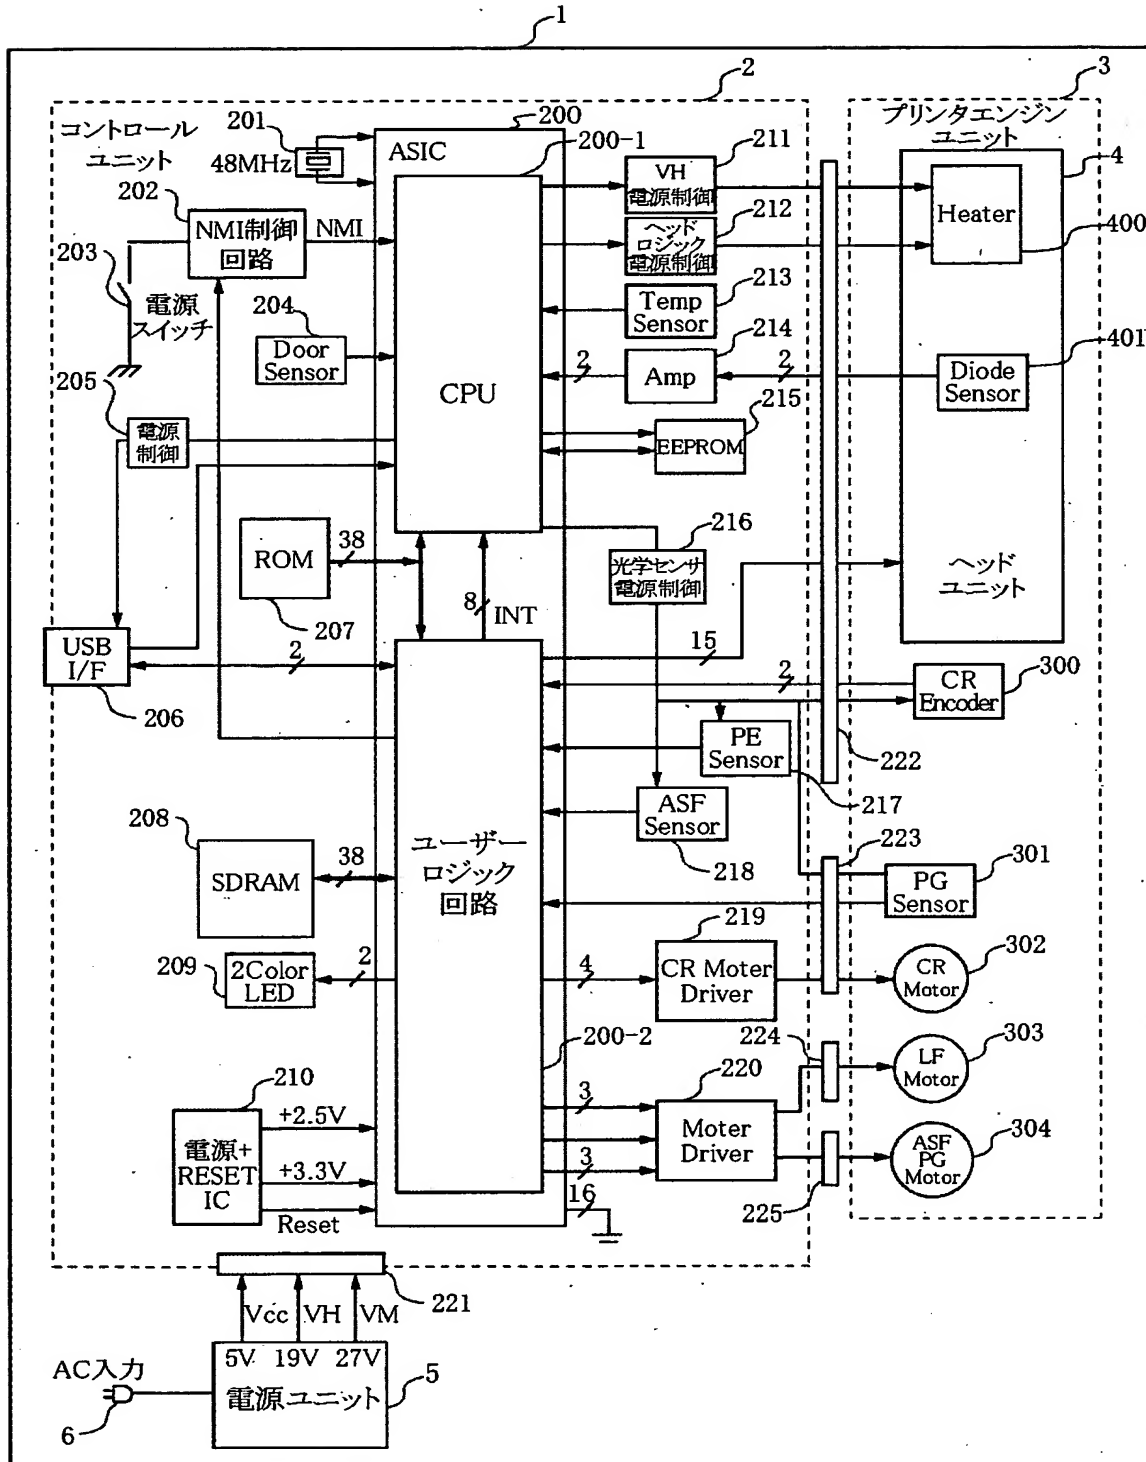 1
2
3
コントロール
ユニット
201
48MHz
200
ASIC
200-1
プリンタエンジン
ユニット
202
NMI制御
回路
NMI
203
電源
スイッチ
204
Door
Sensor
205
電源
制御
CPU
211
VH
電源制御
212
ヘッド
ロジック
電源制御
213
Temp
Sensor
214
2
Amp
2
215
EEPROM
4
Heater
400
401
Diode
Sensor
216
光学センサ
電源制御
ヘッド
ユニット
ROM
38
207
8
INT
USB
I/F
206
2
15
2
CR
Encoder
300
PE
Sensor
217
222
ASF
Sensor
218
208
SDRAM
38
ユーザー
ロジック
回路
223
PG
Sensor
301
209
2Color
LED
2
4
219
CR Moter
Driver
CR
Motor
302
200-2
224
LF
Motor
303
3
3
220
Moter
Driver
225
ASF
PG
Motor
304
210
電源+
RESET
IC
+2.5V
+3.3V
Reset
16
221
Vcc
VH
VM
5V
19V
27V
電源ユニット
5
AC入力
6